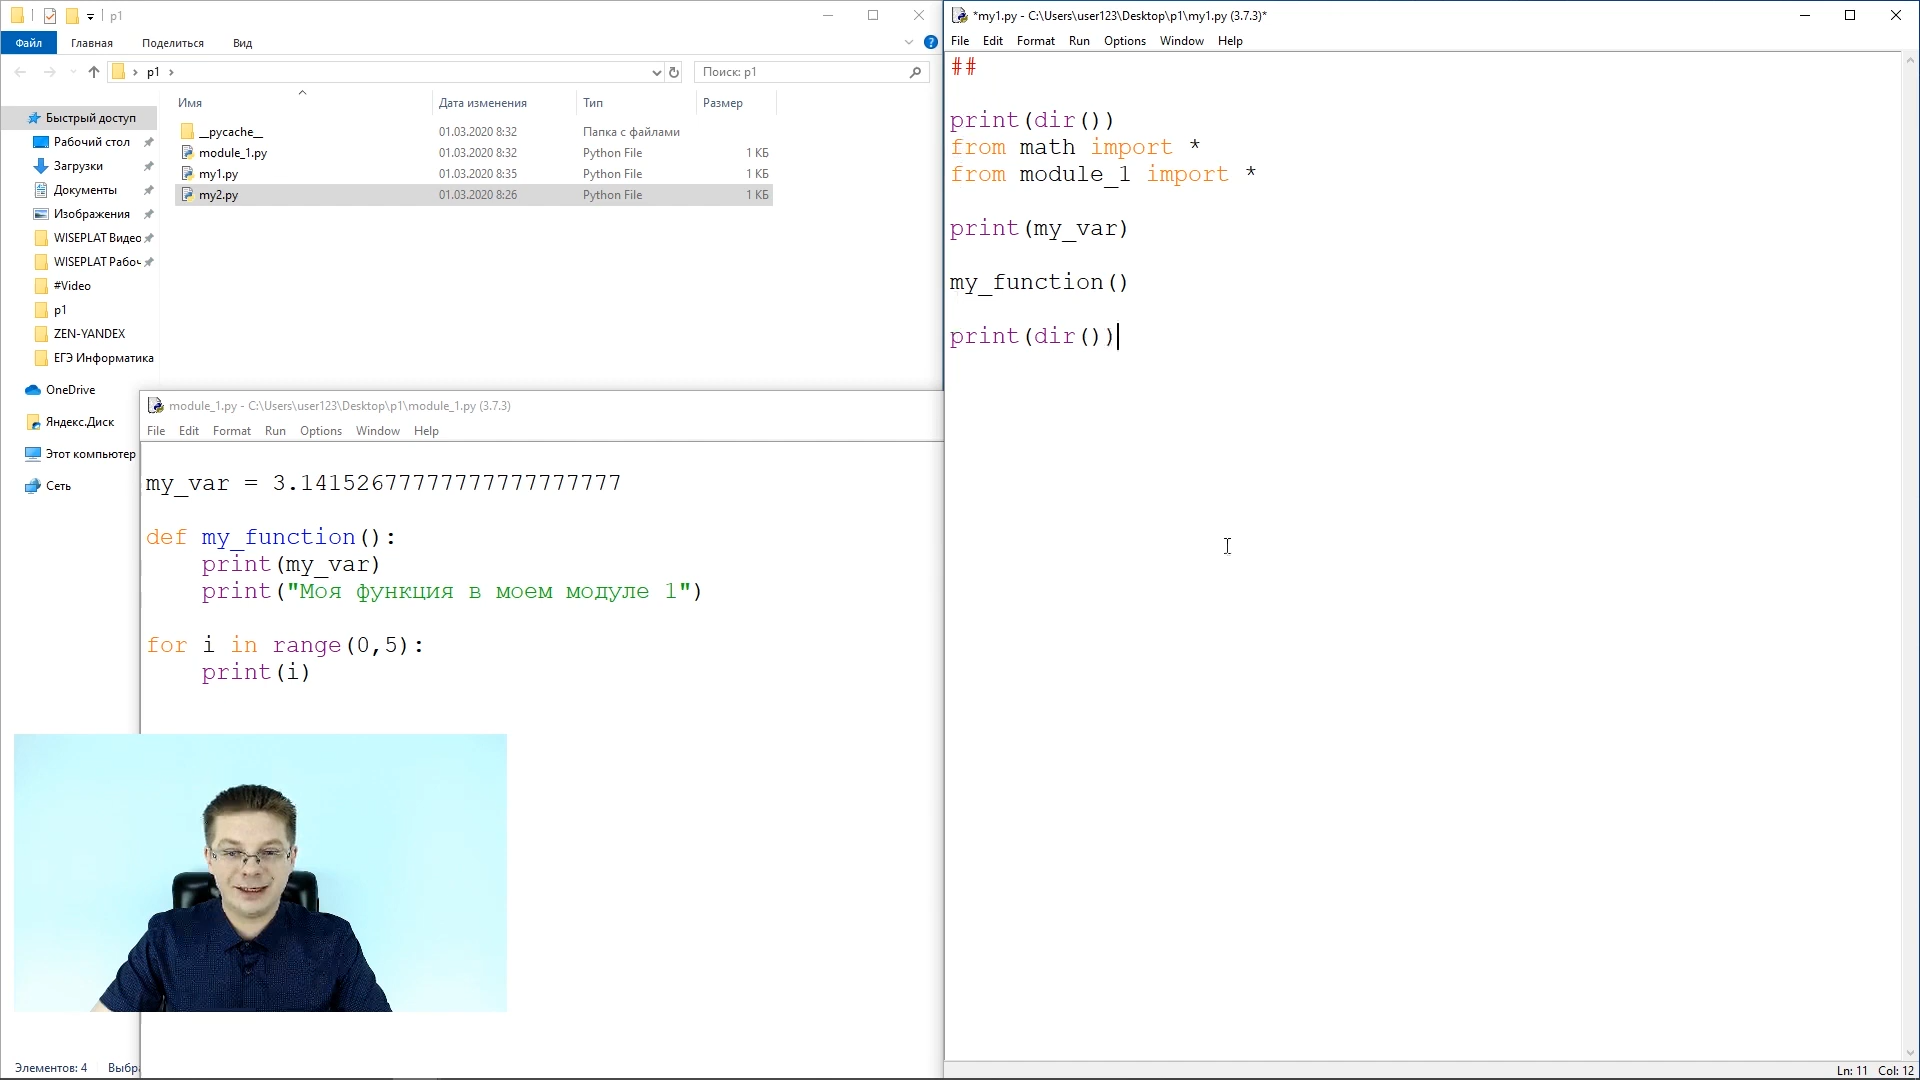 p1
Файл Главная Поделиться Вид
p1
Поиск: p1
Имя Дата изменения Тип Размер
__pycache__ 01.03.2020 8:32 Папка с файлами
module_1.py 01.03.2020 8:32 Python File 1 КБ
my1.py 01.03.2020 8:35 Python File 1 КБ
my2.py 01.03.2020 8:26 Python File 1 КБ
Быстрый доступ
Рабочий стол
Загрузки
Документы
Изображения
WISEPLAT Видео
WISEPLAT Рабоч
#Video
p1
ZEN-YANDEX
ЕГЭ Информатика
OneDrive
Яндекс.Диск
Этот компьютер
Сеть
Элементов: 4 Выбра
module_1.py - C:\Users\user123\Desktop\p1\module_1.py (3.7.3)
File Edit Format Run Options Window Help
my_var = 3.14152677777777777777777
def my_function():
print(my_var)
print("Моя функция в моем модуле 1")
for i in range(0,5):
print(i)
*my1.py - C:\Users\user123\Desktop\p1\my1.py (3.7.3)*
File Edit Format Run Options Window Help
##
print(dir())
from math import *
from module_1 import *
print(my_var)
my_function()
print(dir())
Ln: 11 Col: 12